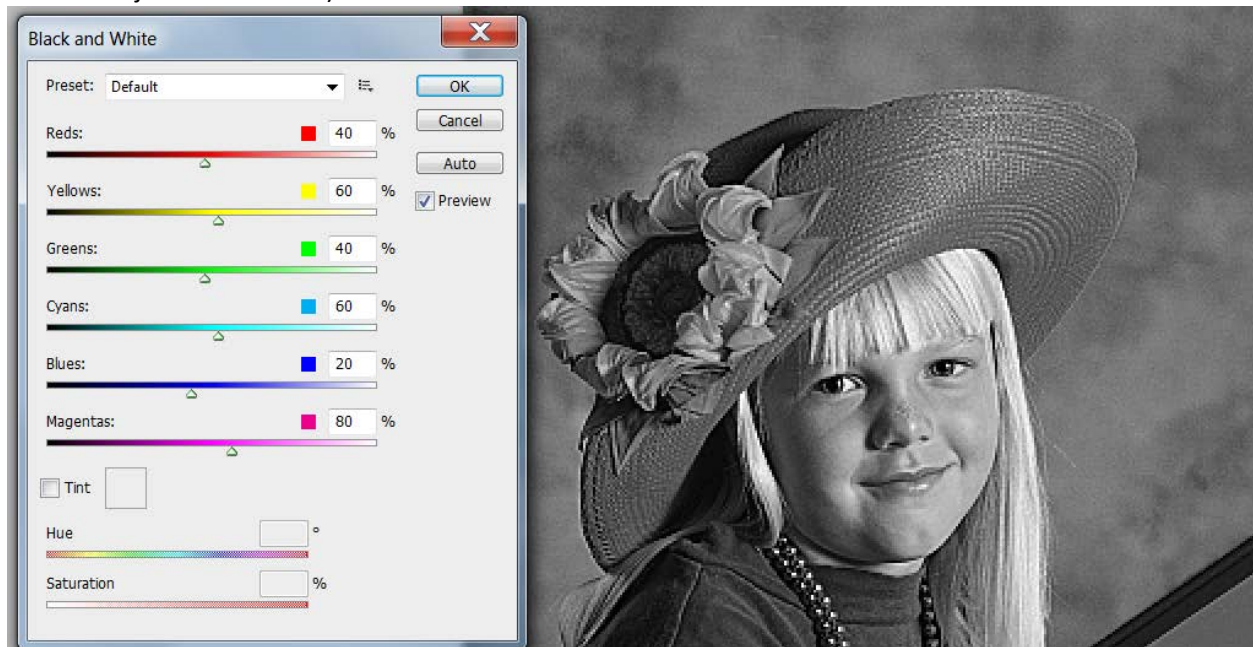 Black and White
Preset: Default
OK
Reds: 40 %
Cancel
Auto
Yellows: 60 %
Preview
Greens: 40 %
Cyans: 60 %
Blues: 20 %
Magentas: 80 %
Tint
Hue °
Saturation %